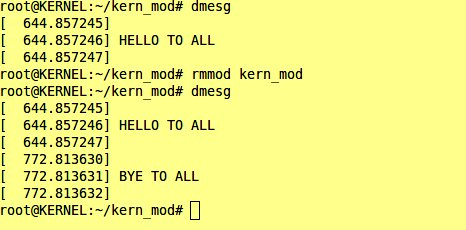 root@KERNEL:~/kern_mod# dmesg
[  644.857245]
[  644.857246] HELLO TO ALL
[  644.857247]
root@KERNEL:~/kern_mod# rmmod kern_mod
root@KERNEL:~/kern_mod# dmesg
[  644.857245]
[  644.857246] HELLO TO ALL
[  644.857247]
[  772.813630]
[  772.813631] BYE TO ALL
[  772.813632]
root@KERNEL:~/kern_mod#